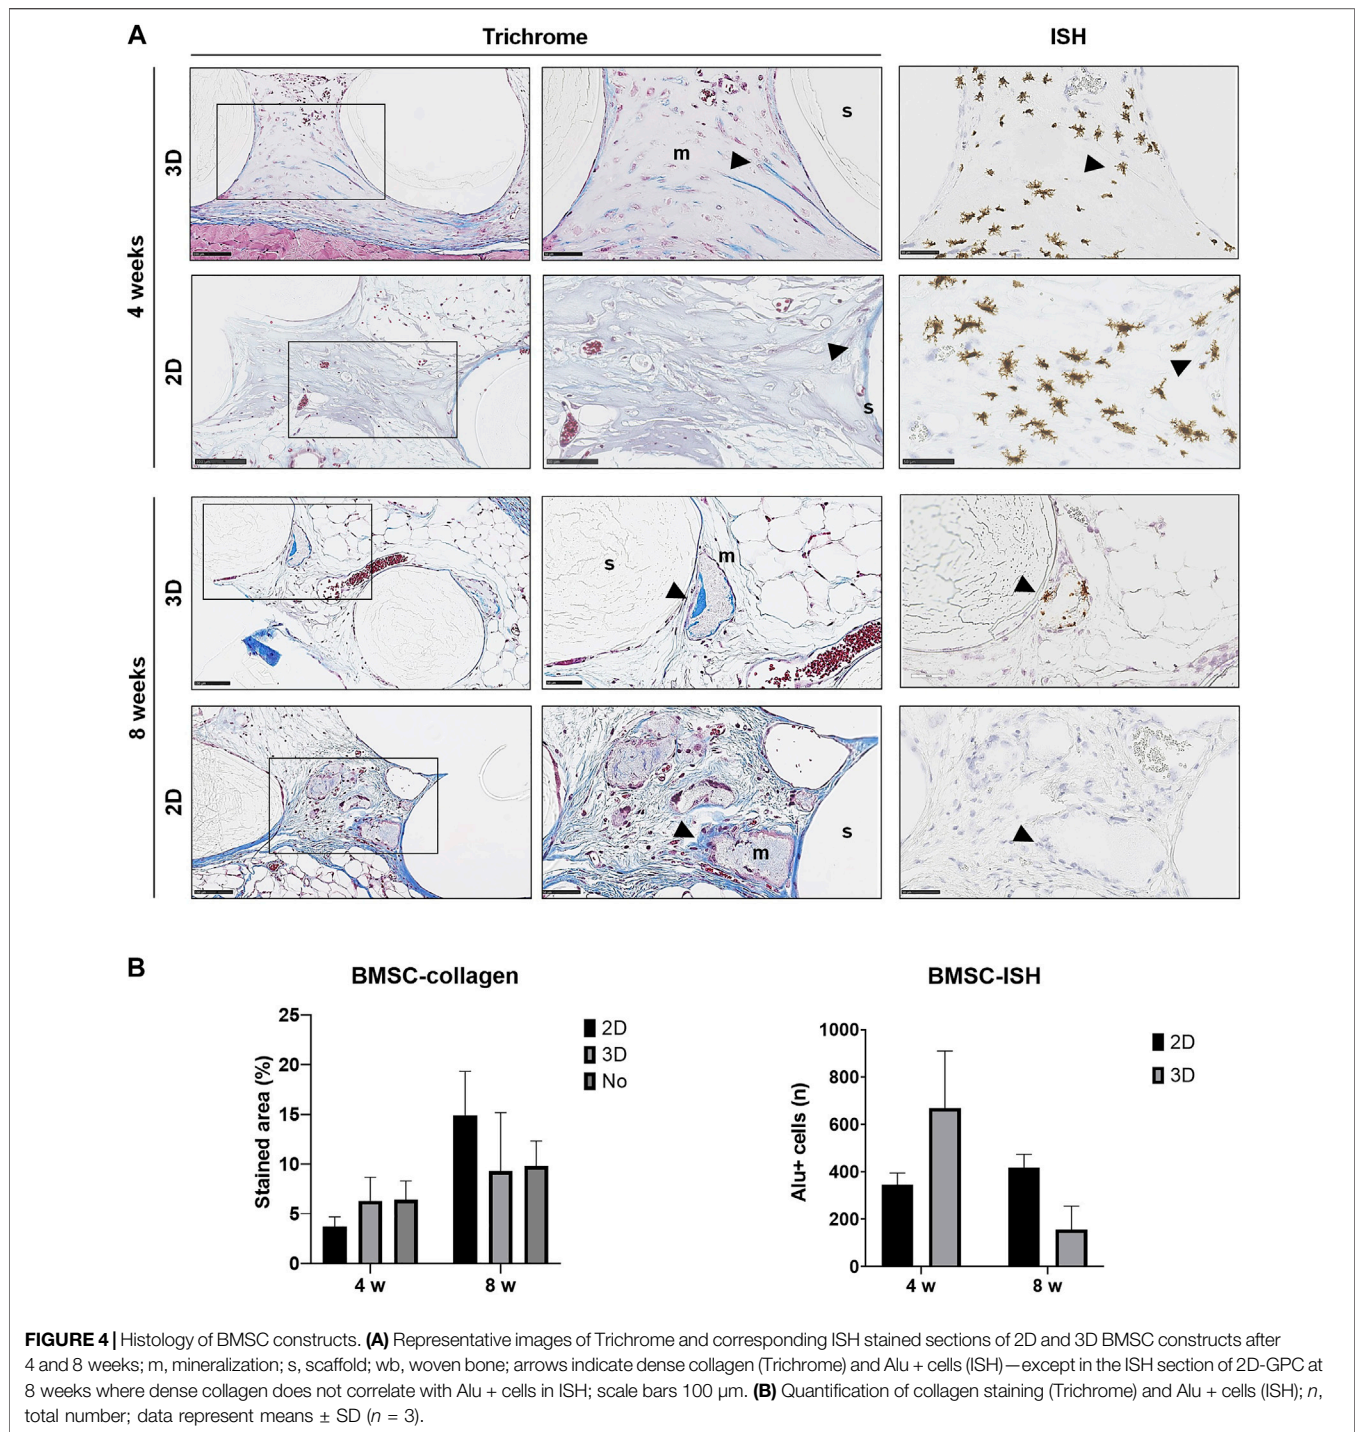 A
Trichrome
ISH
4 weeks
3D
m
s
2D
s
8 weeks
3D
s
m
2D
m
s
B
BMSC-collagen
Stained area (%)
25
20
15
10
5
0
4 w
8 w
2D
3D
No
BMSC-ISH
Alu+ cells (n)
1000
800
600
400
200
0
4 w
8 w
2D
3D
FIGURE 4 | Histology of BMSC constructs. (A) Representative images of Trichrome and corresponding ISH stained sections of 2D and 3D BMSC constructs after
4 and 8 weeks; m, mineralization; s, scaffold; wb, woven bone; arrows indicate dense collagen (Trichrome) and Alu + cells (ISH)—except in the ISH section of 2D-GPC at
8 weeks where dense collagen does not correlate with Alu + cells in ISH; scale bars 100 µm. (B) Quantification of collagen staining (Trichrome) and Alu + cells (ISH); n,
total number; data represent means ± SD (n = 3).